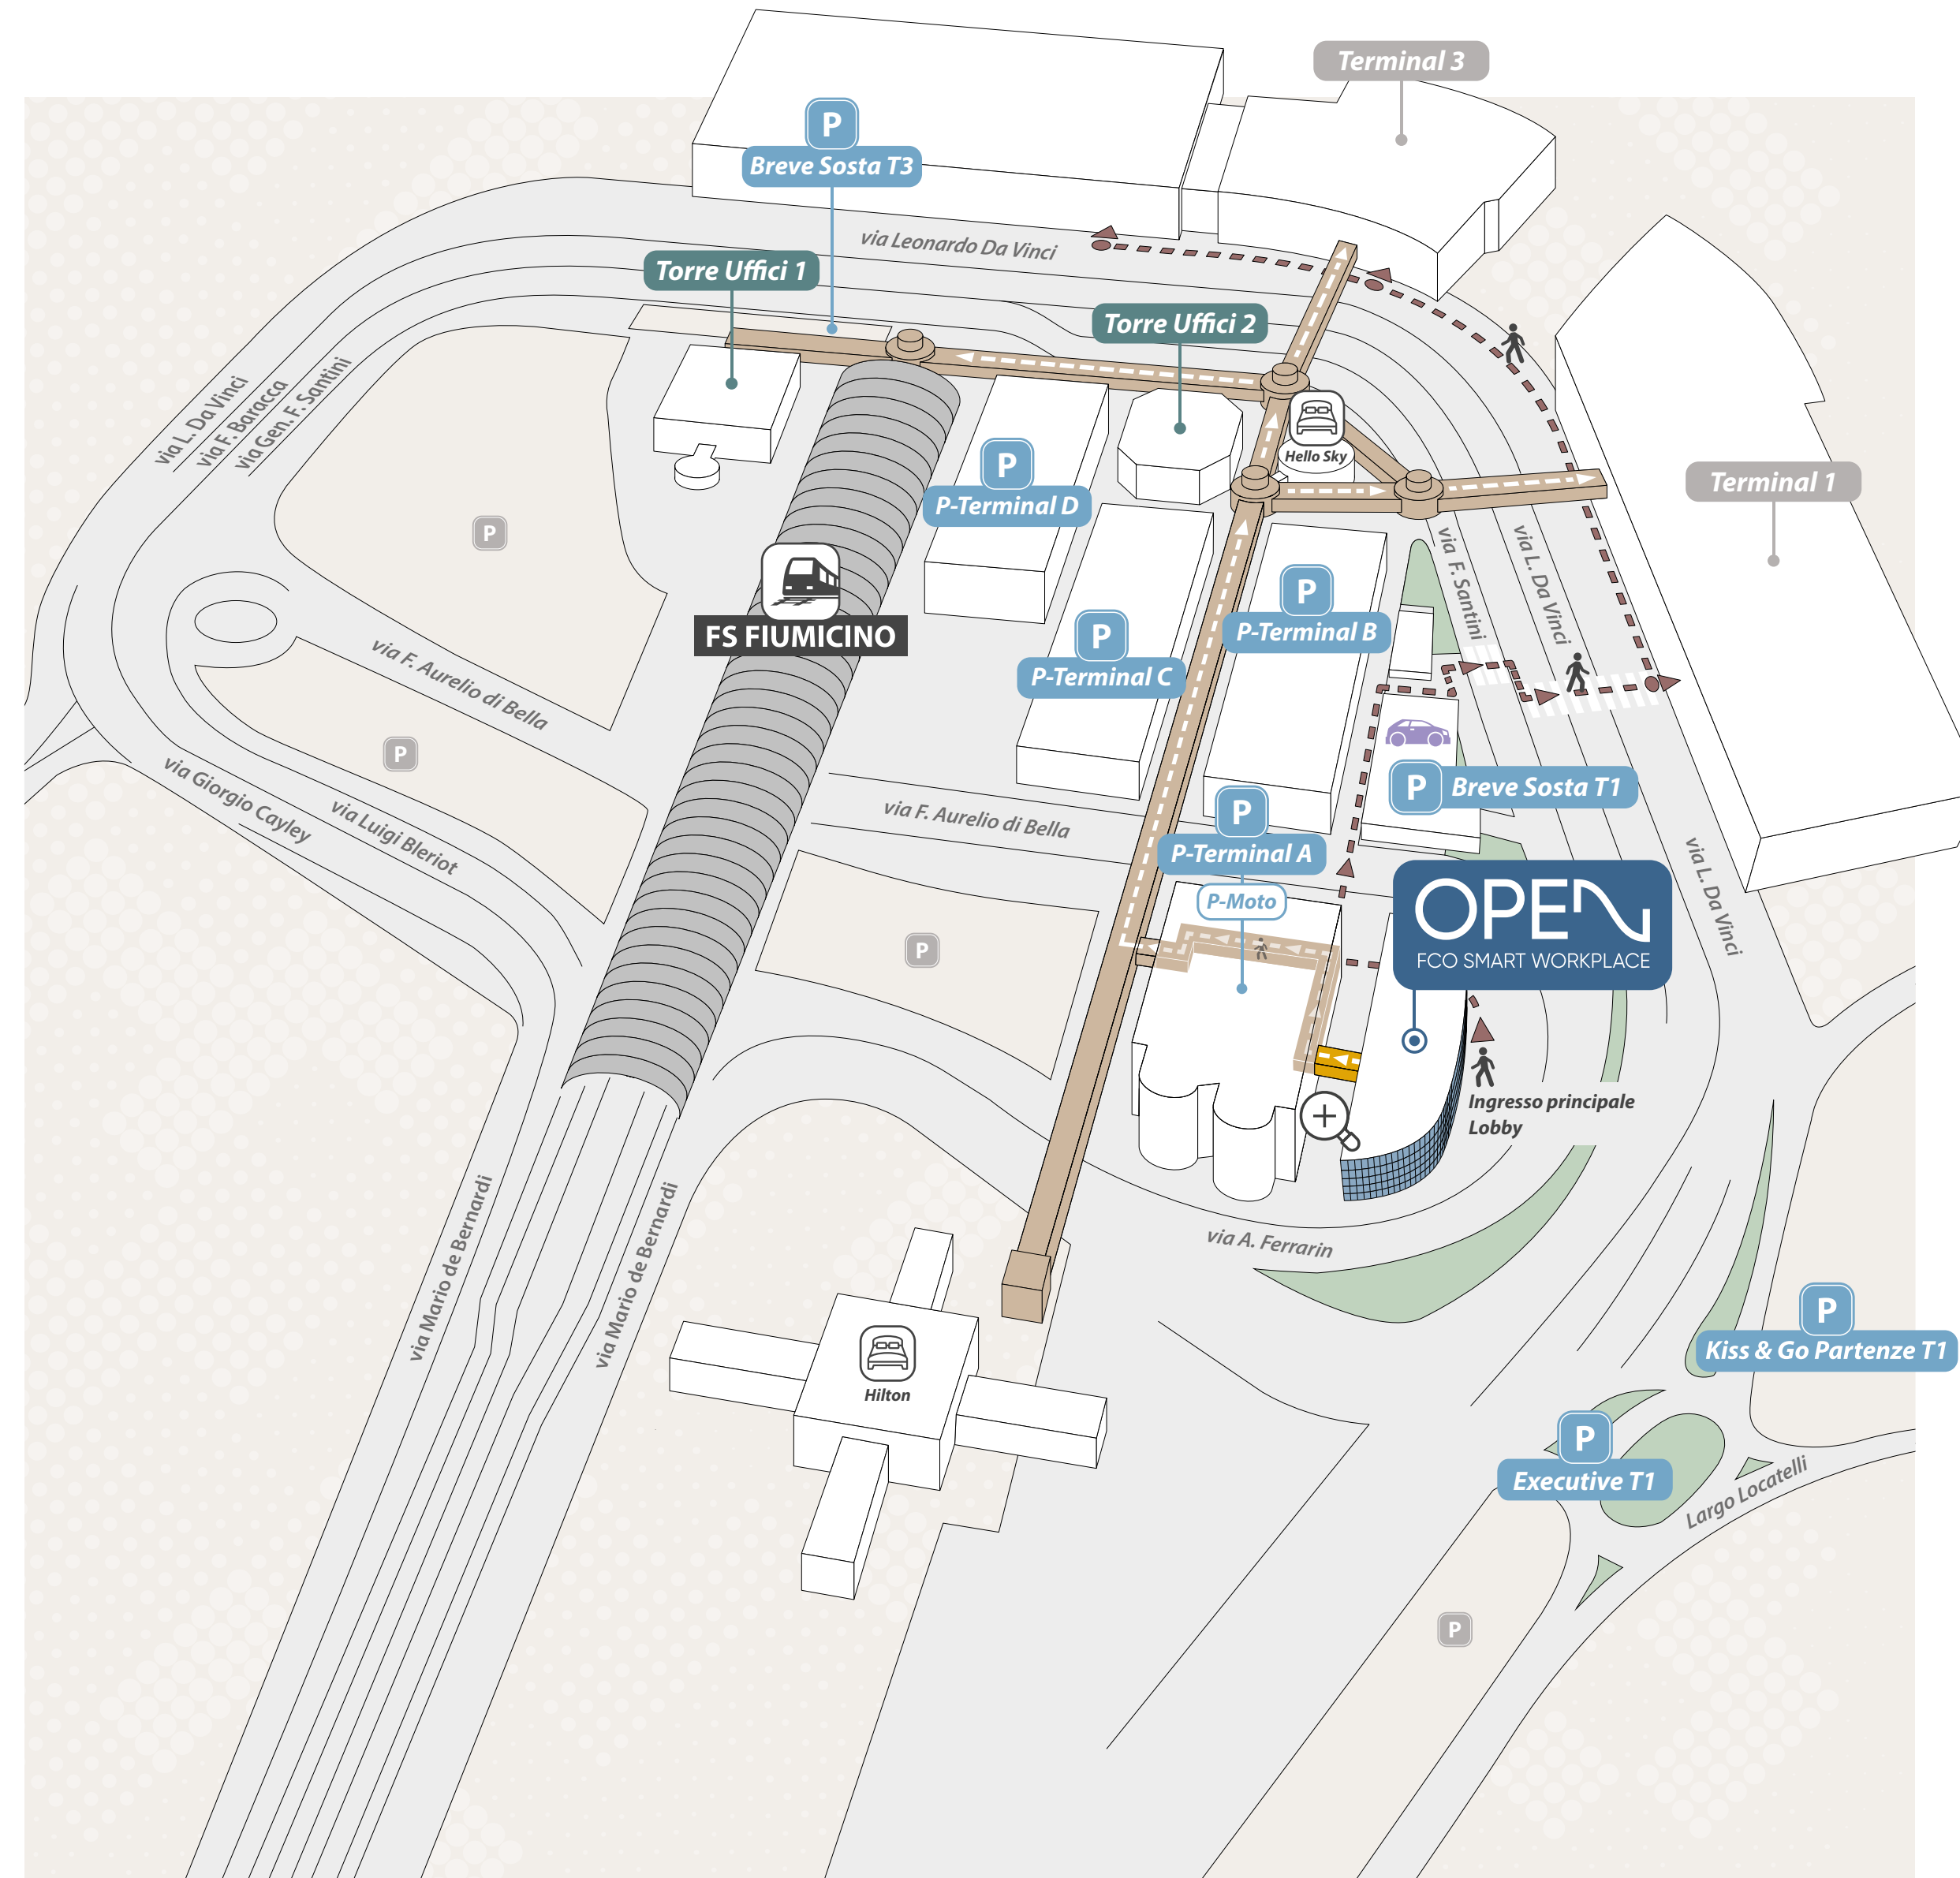 Terminal 3
P
Breve Sosta T3
via Leonardo Da Vinci
Torre Uffici 1
Torre Uffici 2
via L. Da Vinci
via F. Baracca
via Gen. F. Santini
Hello Sky
P
P-Terminal D
Terminal 1
P
FS FIUMICINO
P
P-Terminal B
P
P-Terminal C
via F. Santini
via L. Da Vinci
via F. Aurelio di Bella
P
via Giorgio Cayley
via Luigi Bleriot
P
Breve Sosta T1
via F. Aurelio di Bella
P
P-Terminal A
P-Moto
via L. Da Vinci
OPEN
FCO SMART WORKPLACE
P
Ingresso principale
Lobby
via Mario de Bernardi
via Mario de Bernardi
via A. Ferrarin
P
Kiss & Go Partenze T1
Hilton
P
Executive T1
Largo Locatelli
P